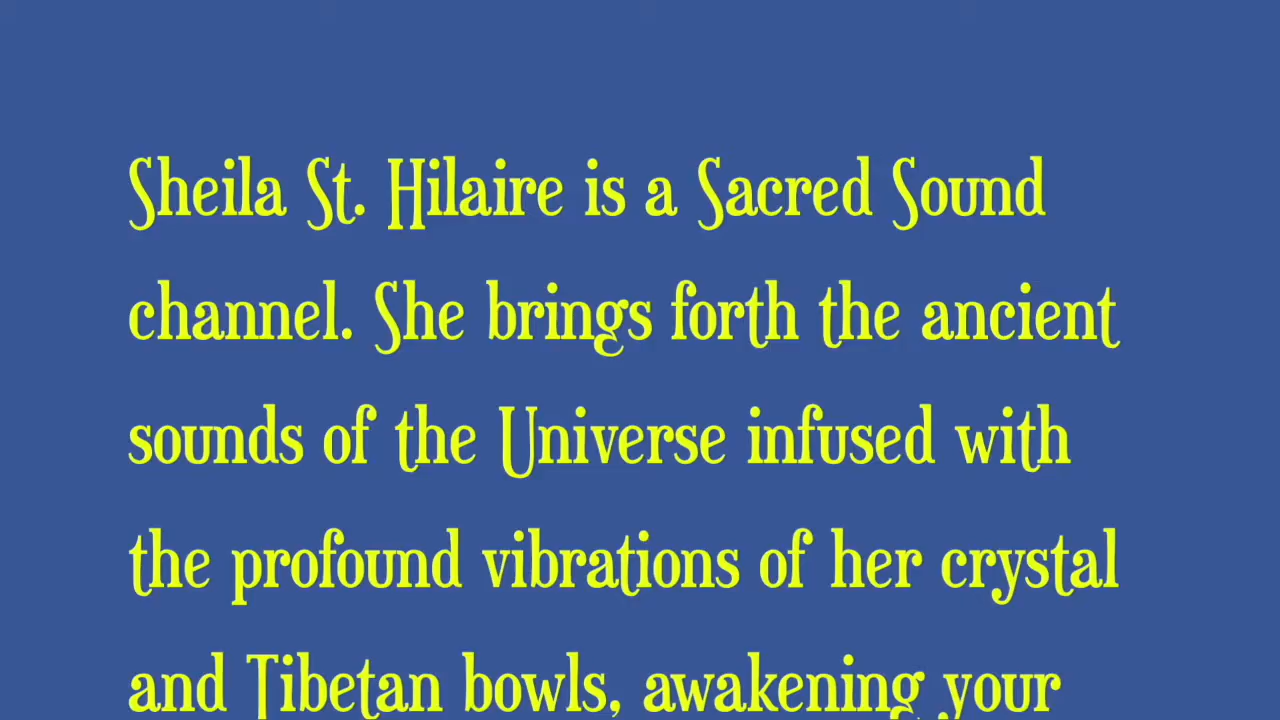 Sheila St. Hilaire is a Sacred Sound
channel. She brings forth the ancient
sounds of the Universe infused with
the profound vibrations of her crystal
and Tibetan bowls, awakening your